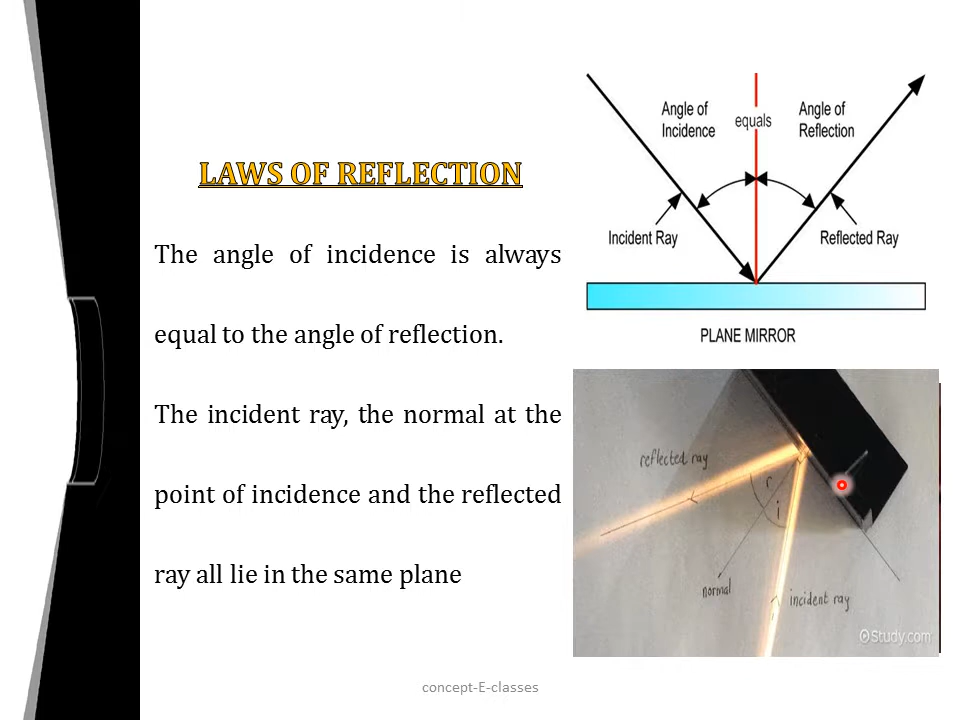 LAWS OF REFLECTION
The angle of incidence is always
equal to the angle of reflection.
The incident ray, the normal at the
point of incidence and the reflected
ray all lie in the same plane
Angle of
Incidence
equals
Angle of
Reflection
Incident Ray
Reflected Ray
PLANE MIRROR
reflected ray
r
i
normal
incident ray
©Study.com
concept-E-classes